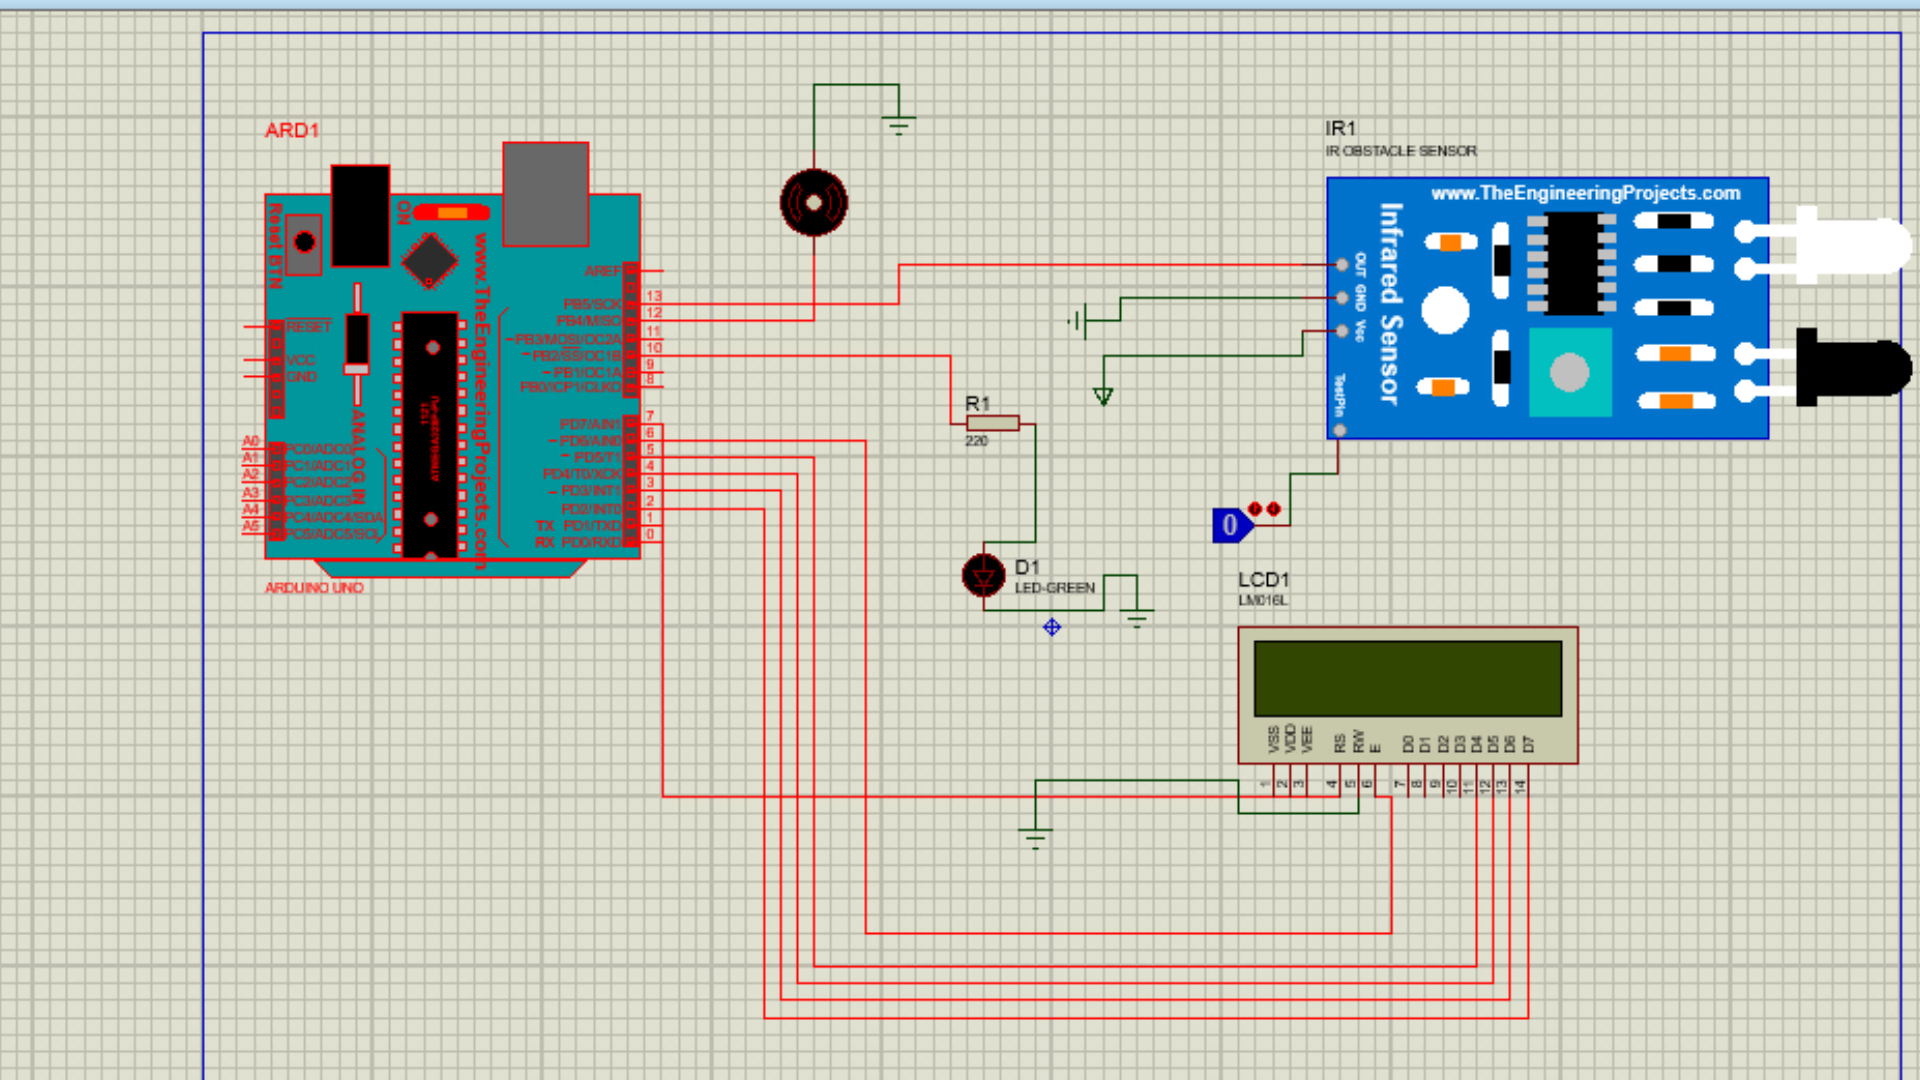 ARD1
ARDUINO UNO
Reset BTN
ON
www.TheEngineeringProjects.com
RESET
VCC
GND
ANALOG IN
A0 PC0/ADC0
A1 PC1/ADC1
A2 PC2/ADC2
A3 PC3/ADC3
A4 PC4/ADC4/SDA
A5 PC5/ADC5/SCL
1121
ATMEGA328P-PU
AREF
PB5/SCK 13
PB4/MISO 12
~PB3/MOSI/OC2A 11
~PB2/SS/OC1B 10
~PB1/OC1A 9
PB0/ICP1/CLKO 8
PD7/AIN1 7
~PD6/AIN0 6
~PD5/T1 5
PD4/T0/XCK 4
~PD3/INT1 3
PD2/INT0 2
TX PD1/TXD 1
RX PD0/RXD 0
R1
220
D1
LED-GREEN
IR1
IR OBSTACLE SENSOR
www.TheEngineeringProjects.com
Infrared Sensor
OUT
GND
Vcc
TestPin
0
LCD1
LM016L
VSS VDD VEE RS RW E D0 D1 D2 D3 D4 D5 D6 D7
1 2 3 4 5 6 7 8 9 10 11 12 13 14